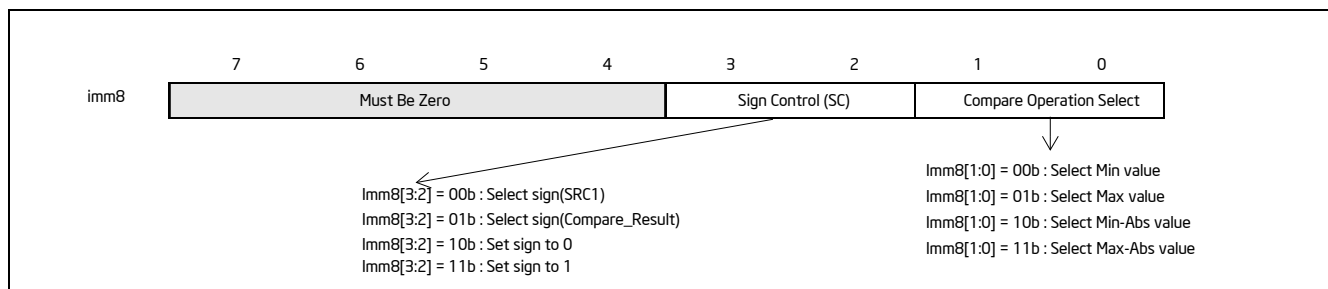 7 6 5 4 3 2 1 0
imm8 Must Be Zero Sign Control (SC) Compare Operation Select
Imm8[3:2] = 00b : Select sign(SRC1)
Imm8[3:2] = 01b : Select sign(Compare_Result)
Imm8[3:2] = 10b : Set sign to 0
Imm8[3:2] = 11b : Set sign to 1
Imm8[1:0] = 00b : Select Min value
Imm8[1:0] = 01b : Select Max value
Imm8[1:0] = 10b : Select Min-Abs value
Imm8[1:0] = 11b : Select Max-Abs value